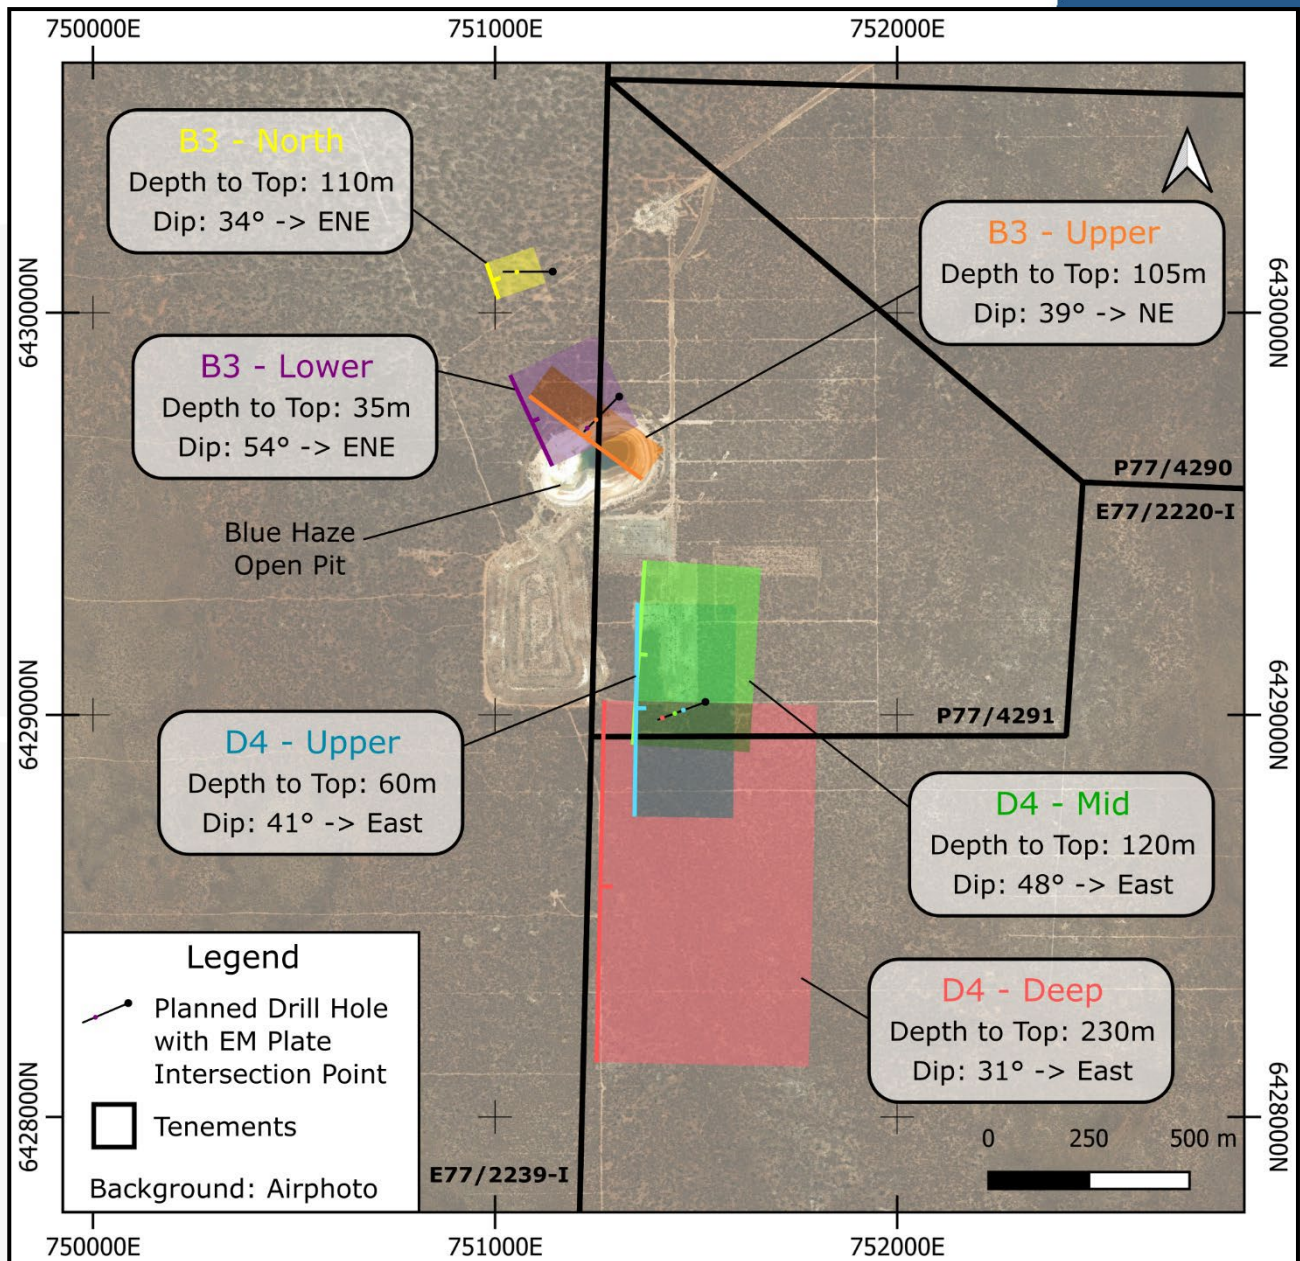 750000E
751000E
752000E
B3 - North
Depth to Top: 110m
Dip: 34° -> ENE
B3 - Upper
Depth to Top: 105m
Dip: 39° -> NE
6430000N
6430000N
B3 - Lower
Depth to Top: 35m
Dip: 54° -> ENE
P77/4290
E77/2220-I
Blue Haze
Open Pit
6429000N
P77/4291
6429000N
D4 - Upper
Depth to Top: 60m
Dip: 41° -> East
D4 - Mid
Depth to Top: 120m
Dip: 48° -> East
D4 - Deep
Depth to Top: 230m
Dip: 31° -> East
Legend
Planned Drill Hole
with EM Plate
Intersection Point
Tenements
Background: Airphoto
6428000N
E77/2239-I
0 250 500 m
6428000N
750000E
751000E
752000E